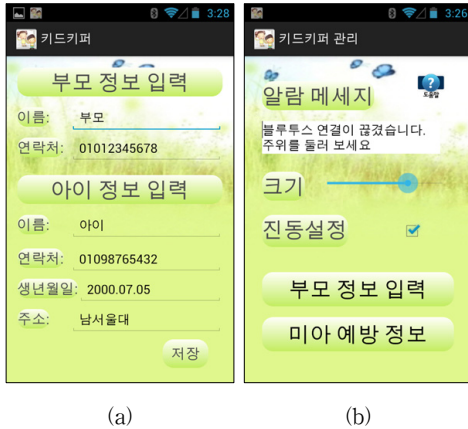 3:28
키드키퍼
부모 정보 입력
이름: 부모
연락처: 01012345678
아이 정보 입력
이름: 아이
연락처: 01098765432
생년월일: 2000.07.05
주소: 남서울대
저장
(a)
3:26
키드키퍼 관리
알람 메세지
도움말
블루투스 연결이 끊겼습니다.
주위를 둘러 보세요
크기
진동설정
부모 정보 입력
미아 예방 정보
(b)